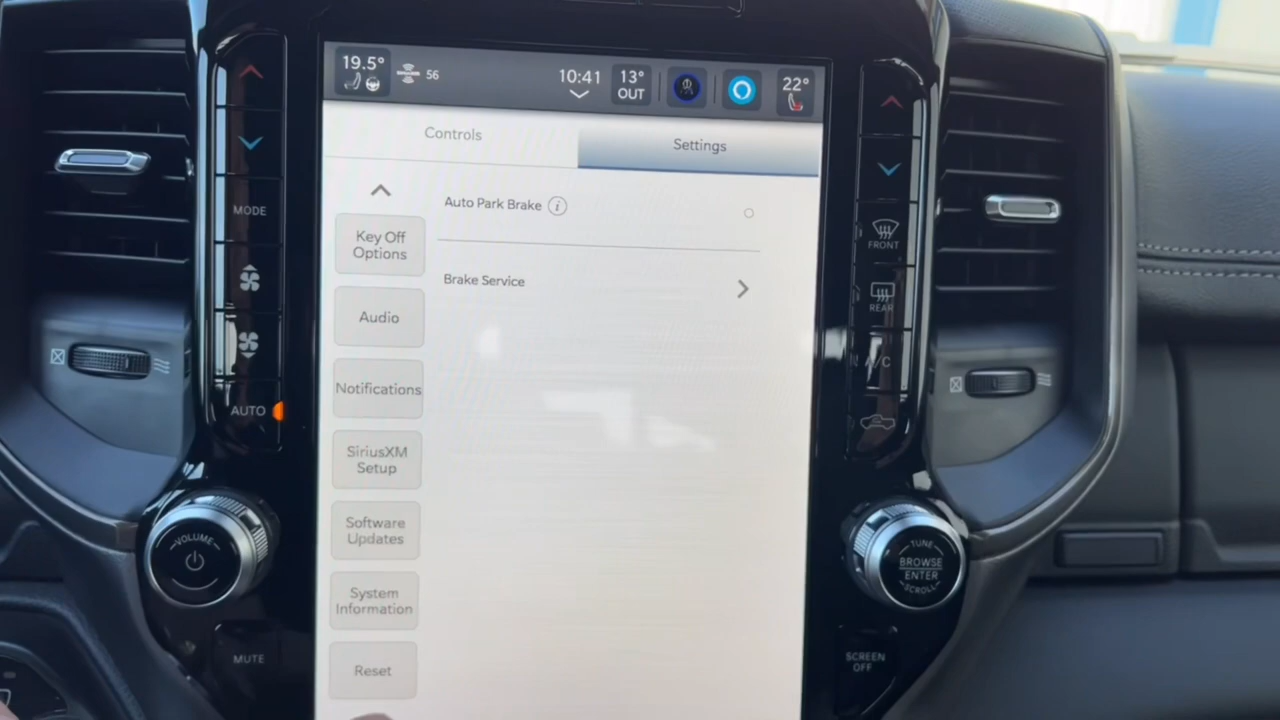 19.5°
56
10:41
13°
OUT
22°
Controls
Settings
Auto Park Brake
i
Brake Service
Key Off
Options
Audio
Notifications
SiriusXM
Setup
Software
Updates
System
Information
Reset
MODE
AUTO
VOLUME
MUTE
FRONT
REAR
A/C
TUNE
BROWSE
ENTER
SCROLL
SCREEN
OFF